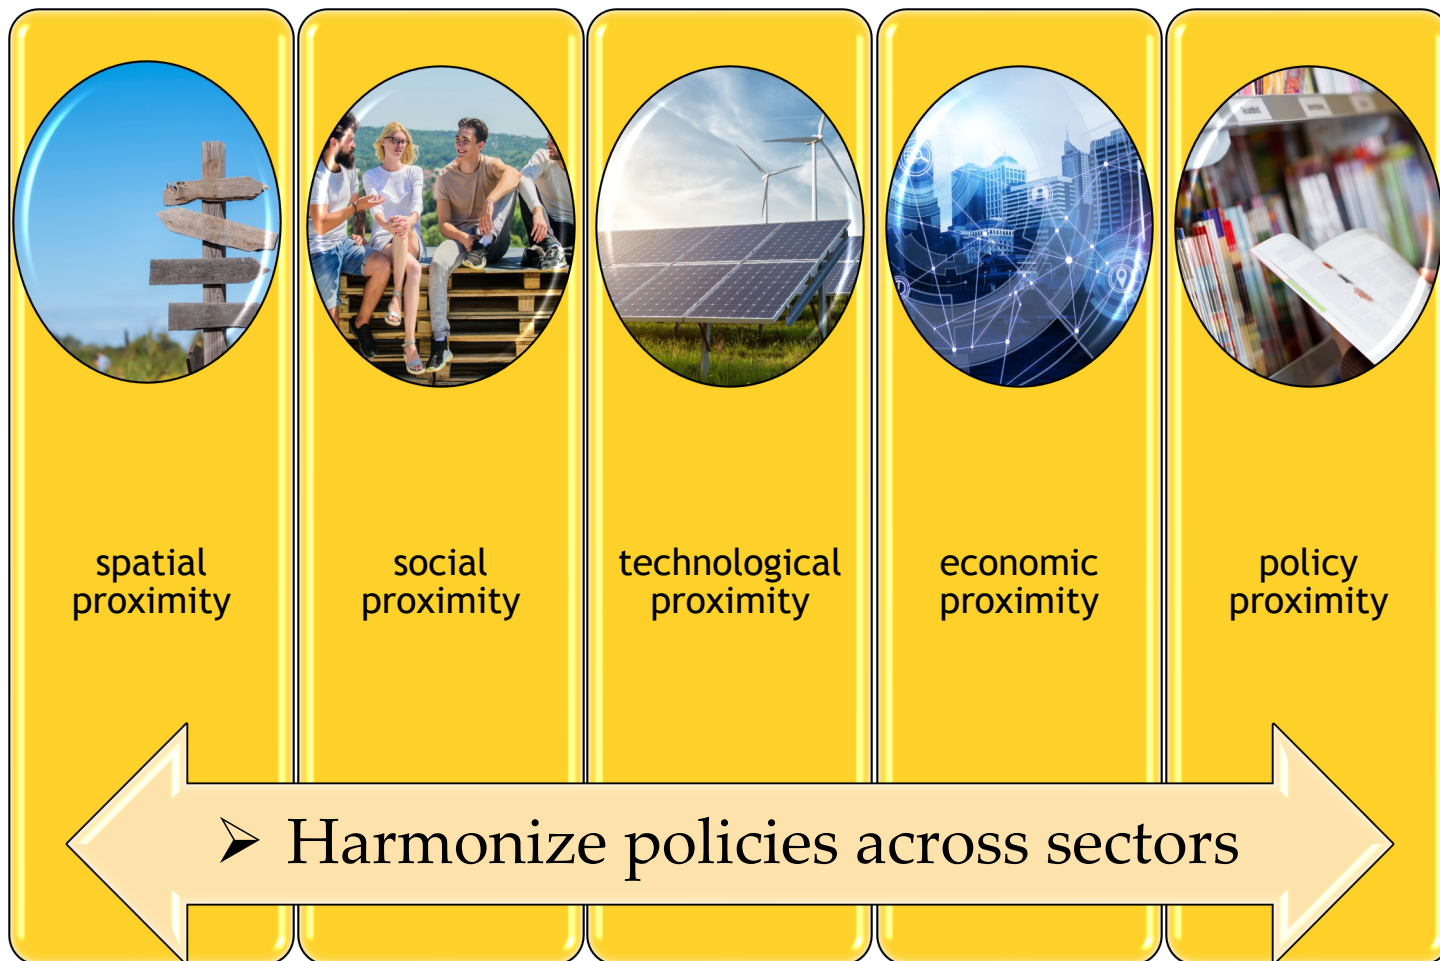 spatial
proximity
social
proximity
technological
proximity
economic
proximity
policy
proximity
➢ Harmonize policies across sectors